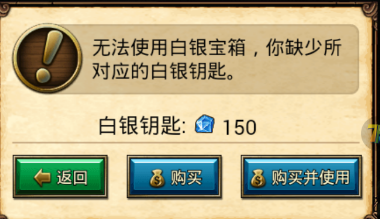 无法使用白银宝箱，你缺少所
对应的白银钥匙。
白银钥匙: 150
返回
购买
购买并使用